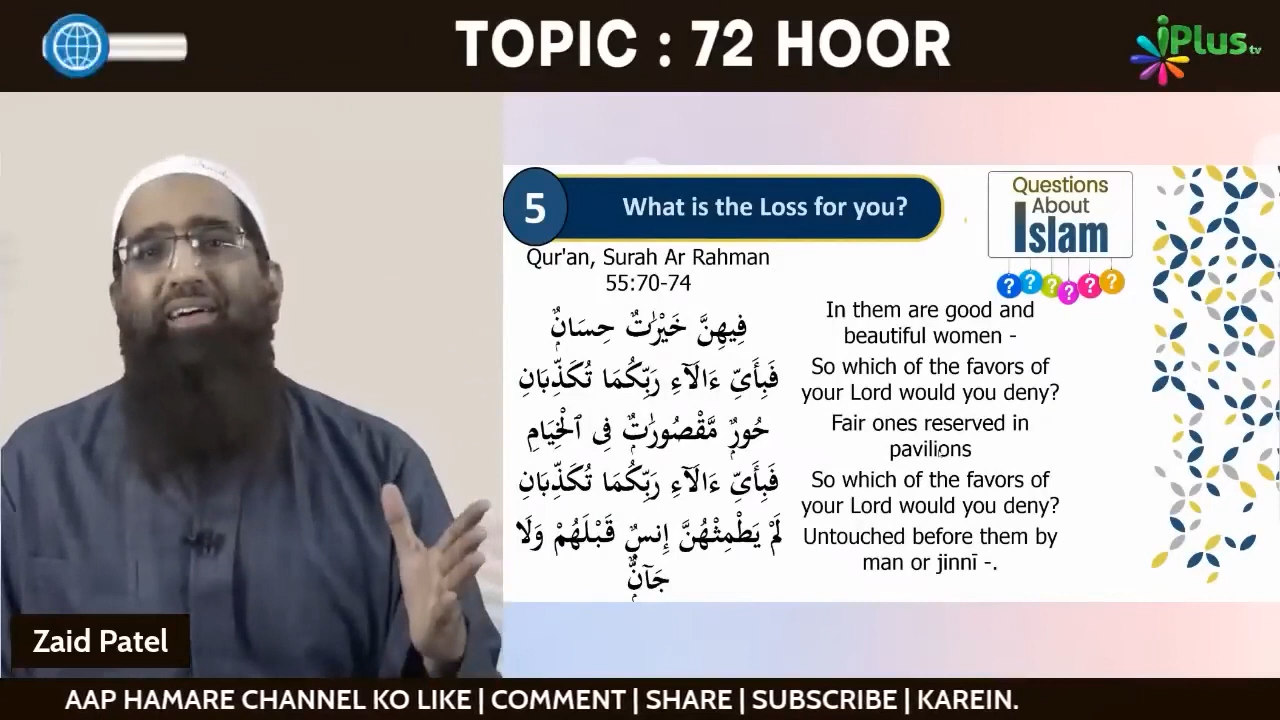 TOPIC : 72 HOOR
iPlus tv
5
What is the Loss for you?
Questions
About
Islam
? ? ? ? ? ?
Qur'an, Surah Ar Rahman
55:70-74
فِيهِنَّ خَيْرَٰتٌ حِسَانٌ
In them are good and
beautiful women -
فَبِأَىِّ ءَالَآءِ رَبِّكُمَا تُكَذِّبَانِ
So which of the favors of
your Lord would you deny?
حُورٌ مَّقْصُورَٰتٌ فِى ٱلْخِيَامِ
Fair ones reserved in
pavilions
فَبِأَىِّ ءَالَآءِ رَبِّكُمَا تُكَذِّبَانِ
So which of the favors of
your Lord would you deny?
لَمْ يَطْمِثْهُنَّ إِنسٌ قَبْلَهُمْ وَلَا
جَآنٌّ
Untouched before them by
man or jinnī -.
Zaid Patel
AAP HAMARE CHANNEL KO LIKE | COMMENT | SHARE | SUBSCRIBE | KAREIN.